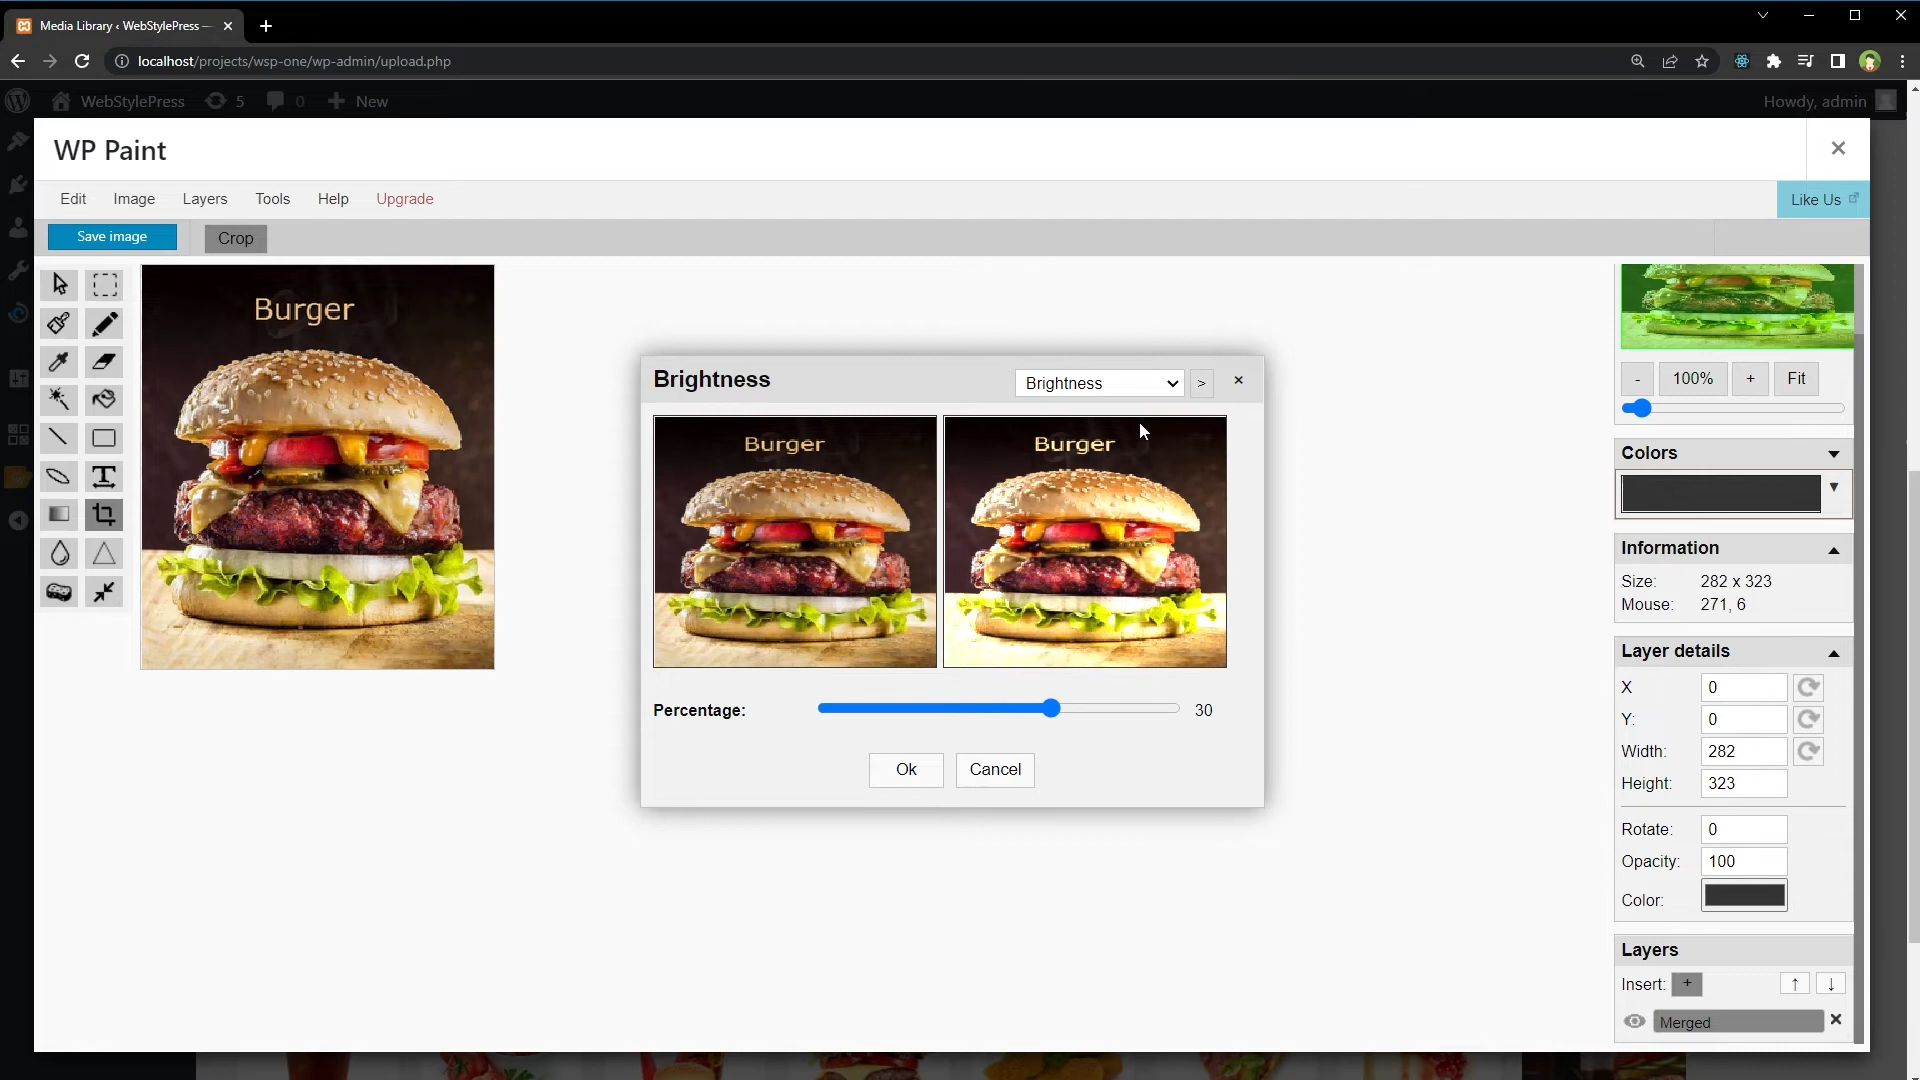 Media Library ‹ WebStylePress —
localhost/projects/wsp-one/wp-admin/upload.php
WebStylePress 5 0 New Howdy, admin
WP Paint
Edit Image Layers Tools Help Upgrade Like Us
Save image Crop
Burger
Brightness Brightness >
Burger Burger
Percentage: 30
Ok Cancel
- 100% + Fit
Colors
Information
Size: 282 x 323
Mouse: 271, 6
Layer details
X 0
Y: 0
Width: 282
Height: 323
Rotate: 0
Opacity: 100
Color:
Layers
Insert: + ↑ ↓
Merged